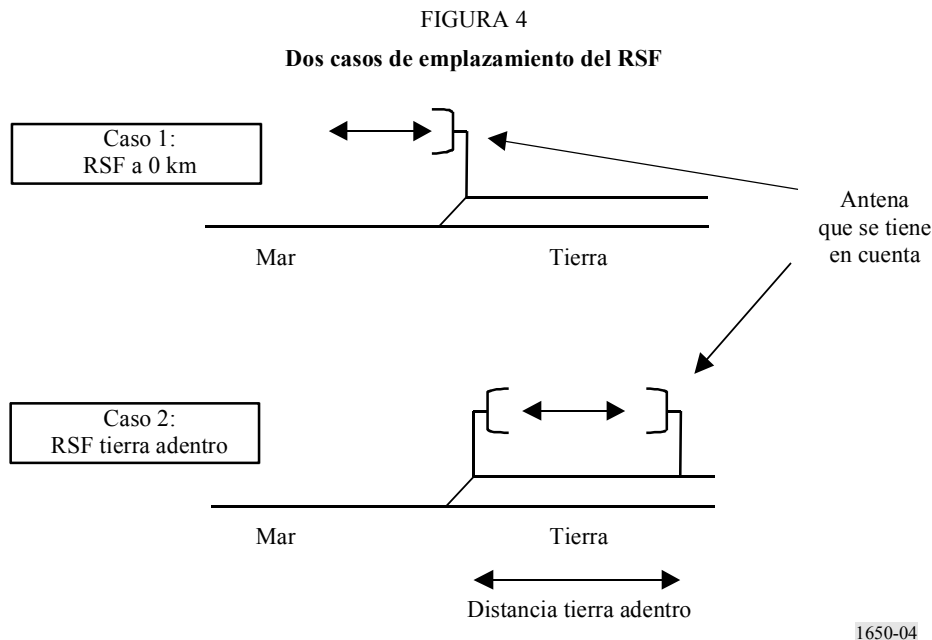 FIGURA 4
Dos casos de emplazamiento del RSF
Caso 1:
RSF a 0 km
Antena
que se tiene
en cuenta
Mar
Tierra
Caso 2:
RSF tierra adentro
Mar
Tierra
Distancia tierra adentro
1650-04